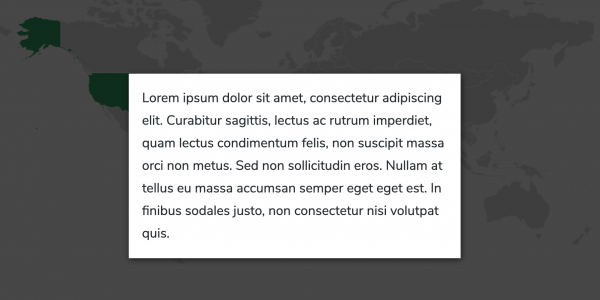 Lorem ipsum dolor sit amet, consectetur adipiscing
elit. Curabitur sagittis, lectus ac rutrum imperdiet,
quam lectus condimentum felis, non suscipit massa
orci non metus. Sed non sollicitudin eros. Nullam at
tellus eu massa accumsan semper eget eget est. In
finibus sodales justo, non consectetur nisi volutpat
quis.